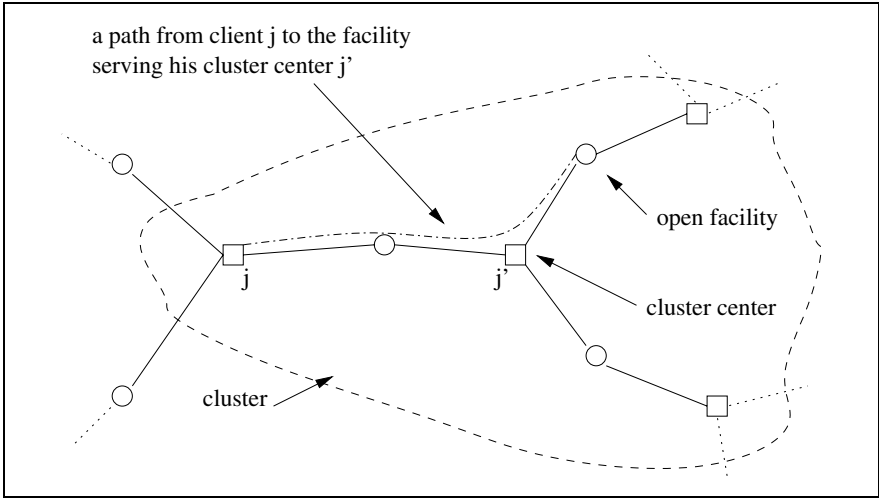 a path from client j to the facility
serving his cluster center j’
open facility
j
j’
cluster center
cluster